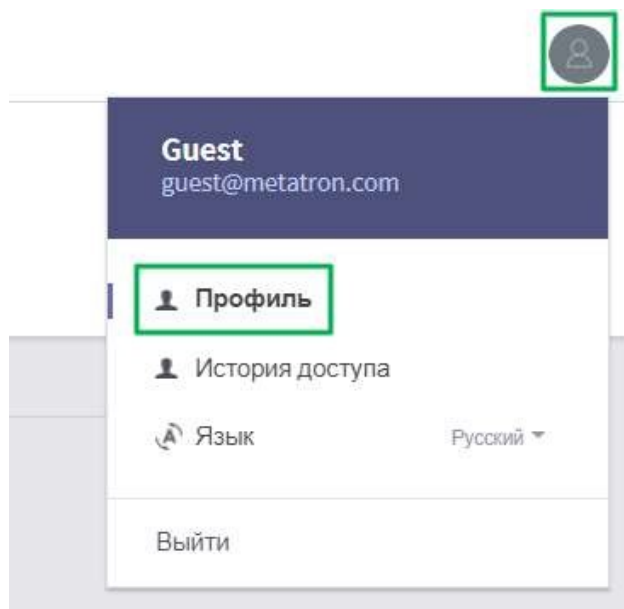 Guest
guest@metatron.com
Профиль
История доступа
Язык Русский
Выйти